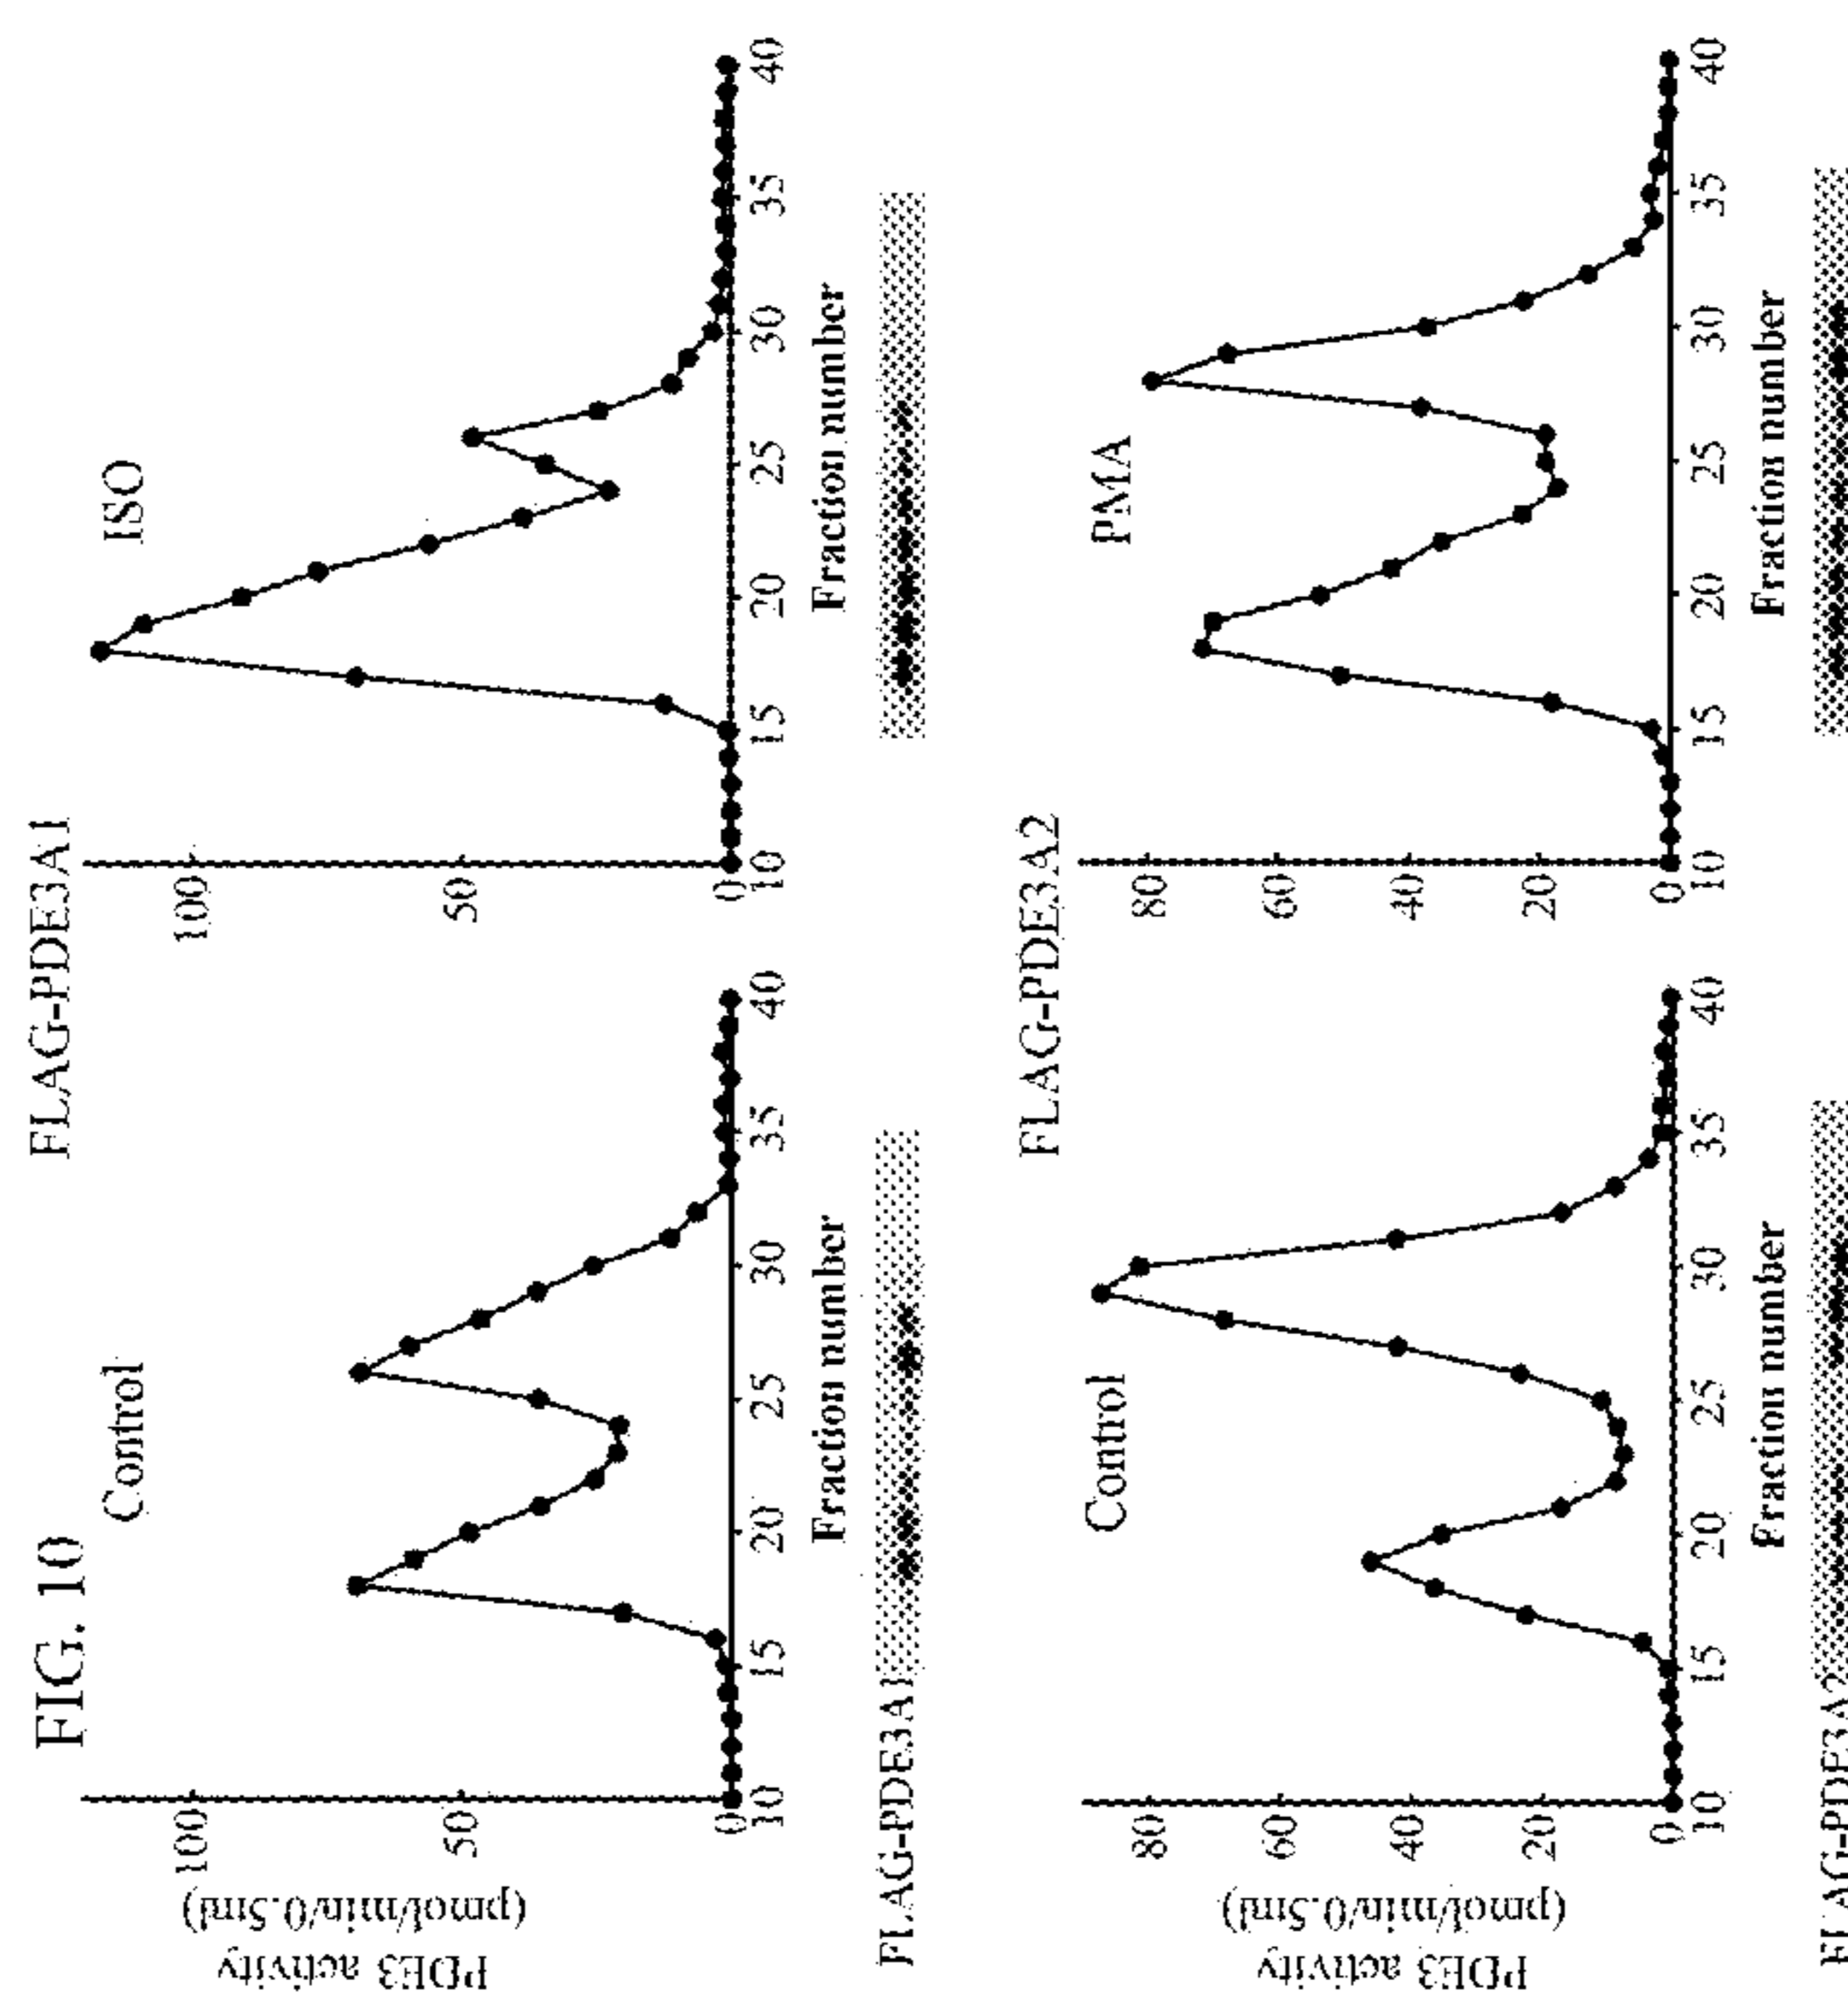 FIG. 10
FLAG-PDE3A1
Control
ISO
PDE3 activity
(pmol/min/0.5ml)
100
50
0
10 15 20 25 30 35 40
Fraction number
100
50
0
10 15 20 25 30 35 40
Fraction number
FLAG-PDE3A1
FLAG-PDE3A2
Control
PMA
PDE3 activity
(pmol/min/0.5ml)
80
60
40
20
0
10 15 20 25 30 35 40
Fraction number
80
60
40
20
0
10 15 20 25 30 35 40
Fraction number
FLAG-PDE3A2